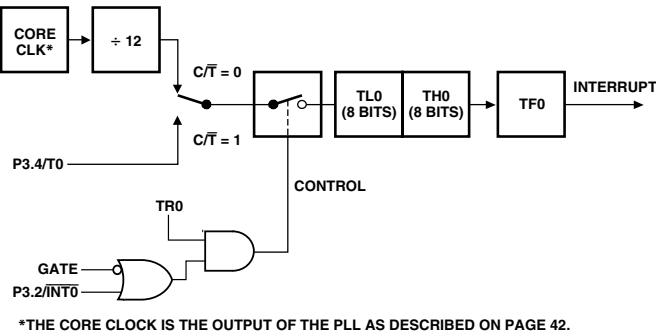 CORE
CLK*
÷ 12
C/T̅ = 0
C/T̅ = 1
TL0
(8 BITS)
TH0
(8 BITS)
TF0
INTERRUPT
P3.4/T0
CONTROL
TR0
GATE
P3.2/I̅N̅T̅0̅
*THE CORE CLOCK IS THE OUTPUT OF THE PLL AS DESCRIBED ON PAGE 42.